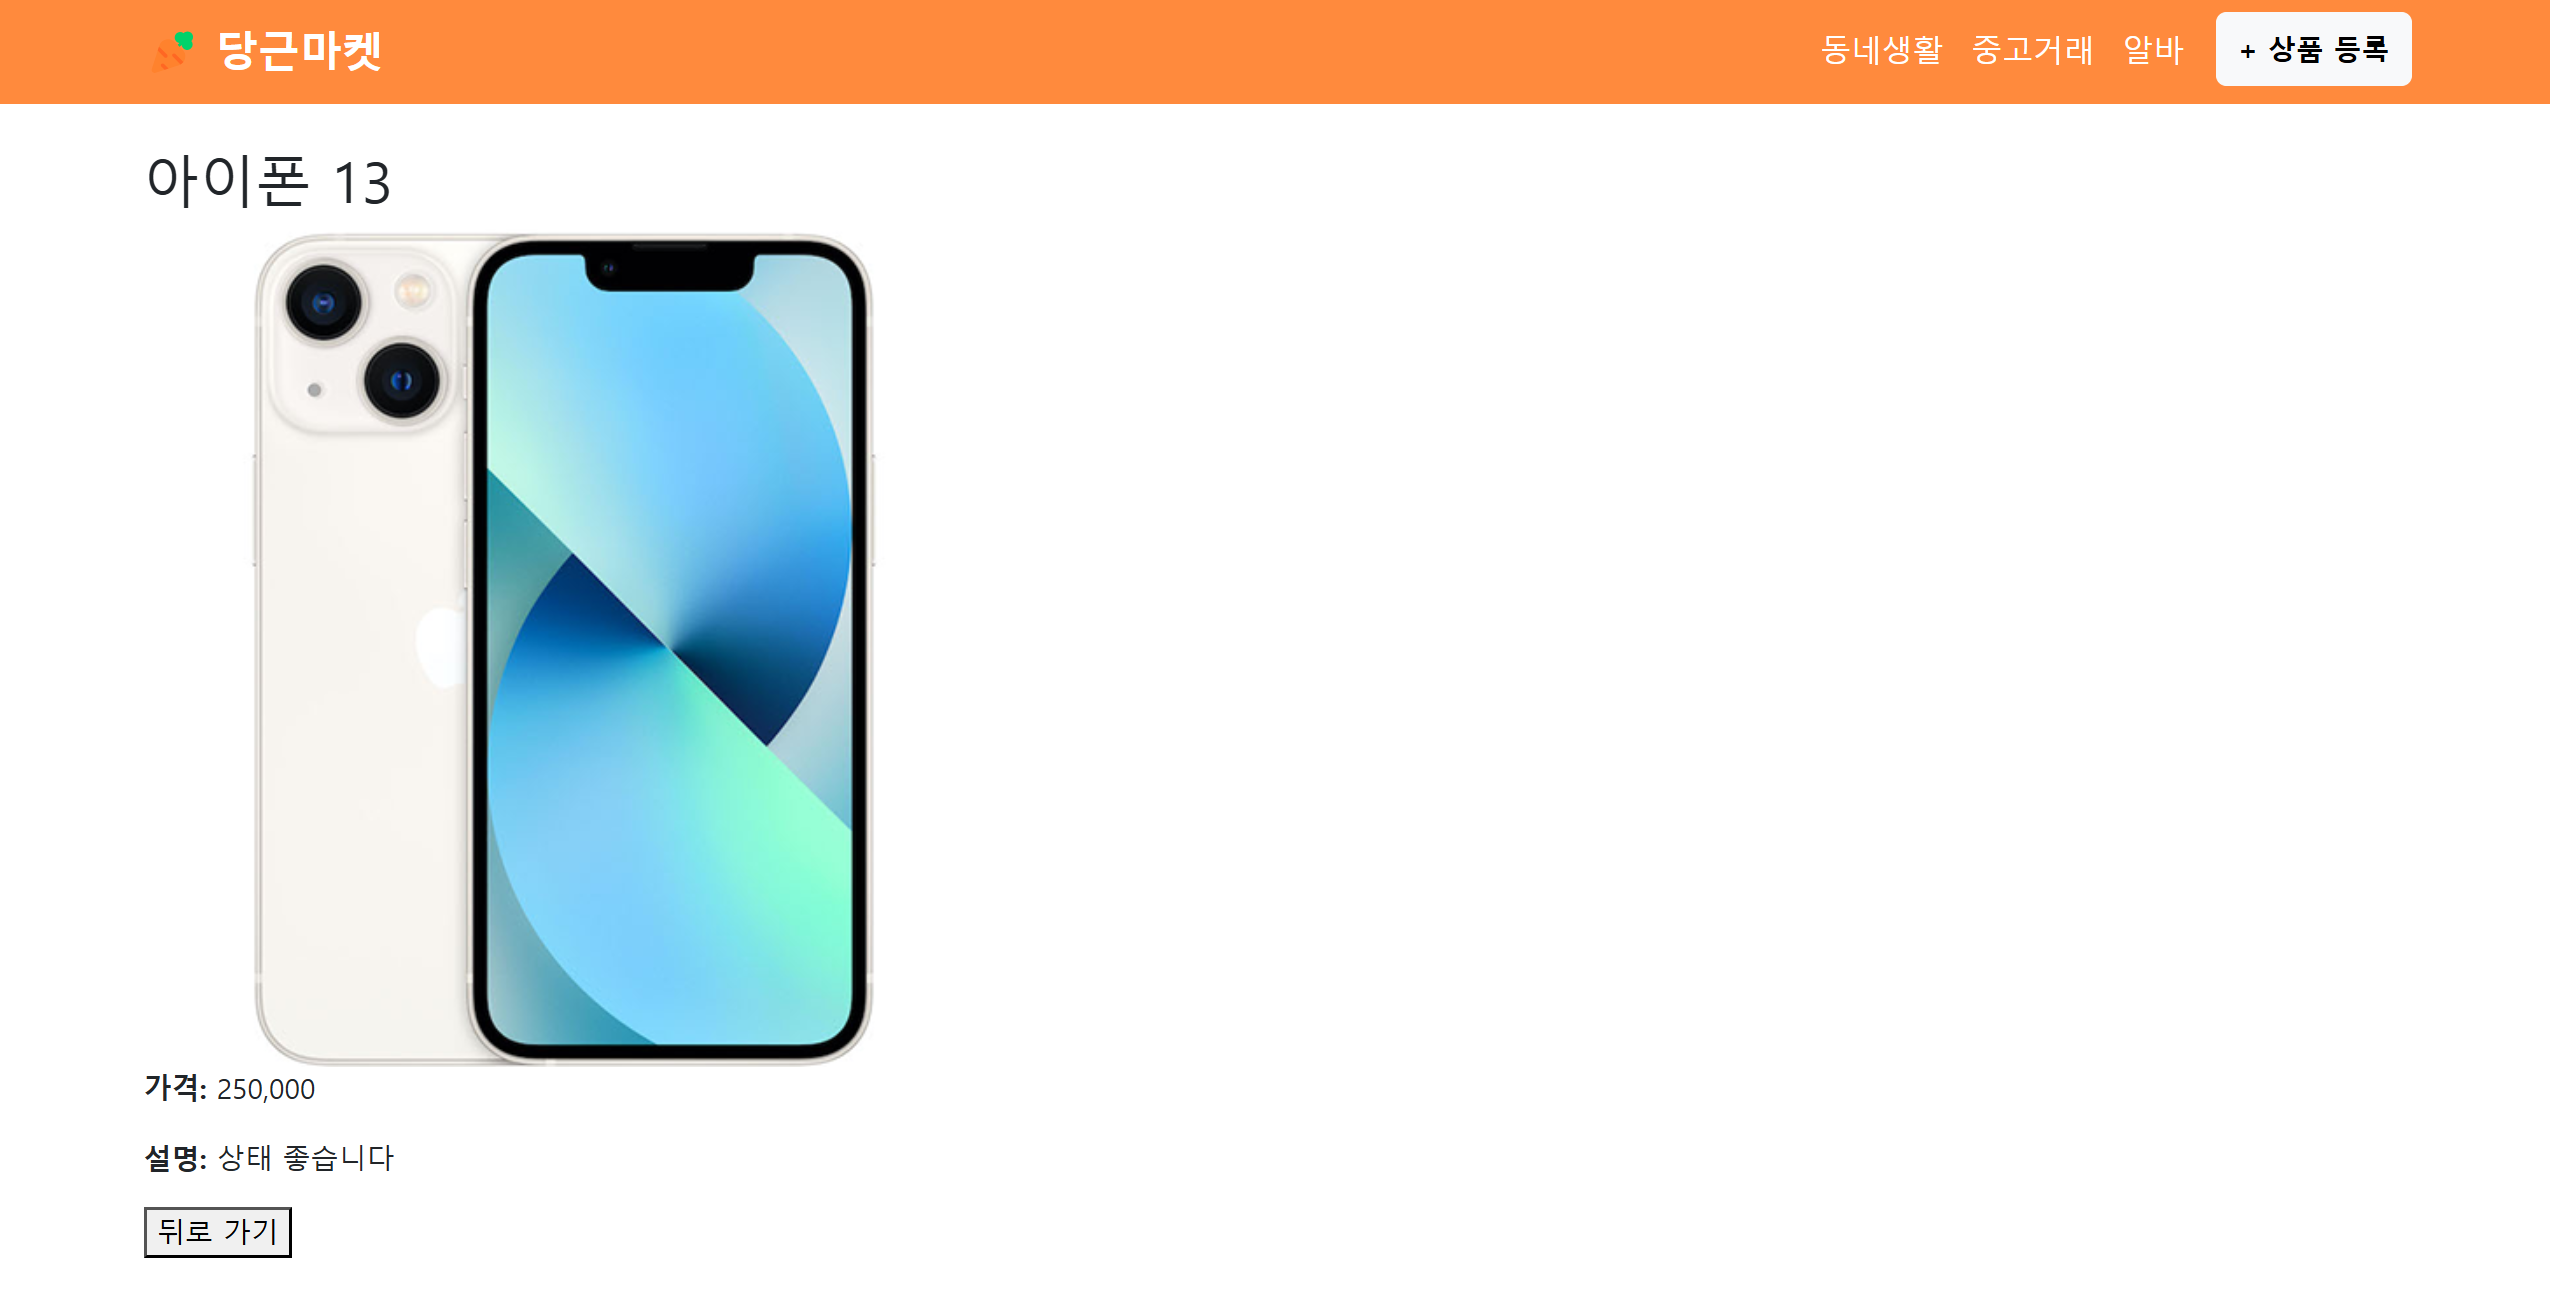 당근마켓
동네생활 중고거래 알바 + 상품 등록
아이폰 13
가격: 250,000
설명: 상태 좋습니다
뒤로 가기